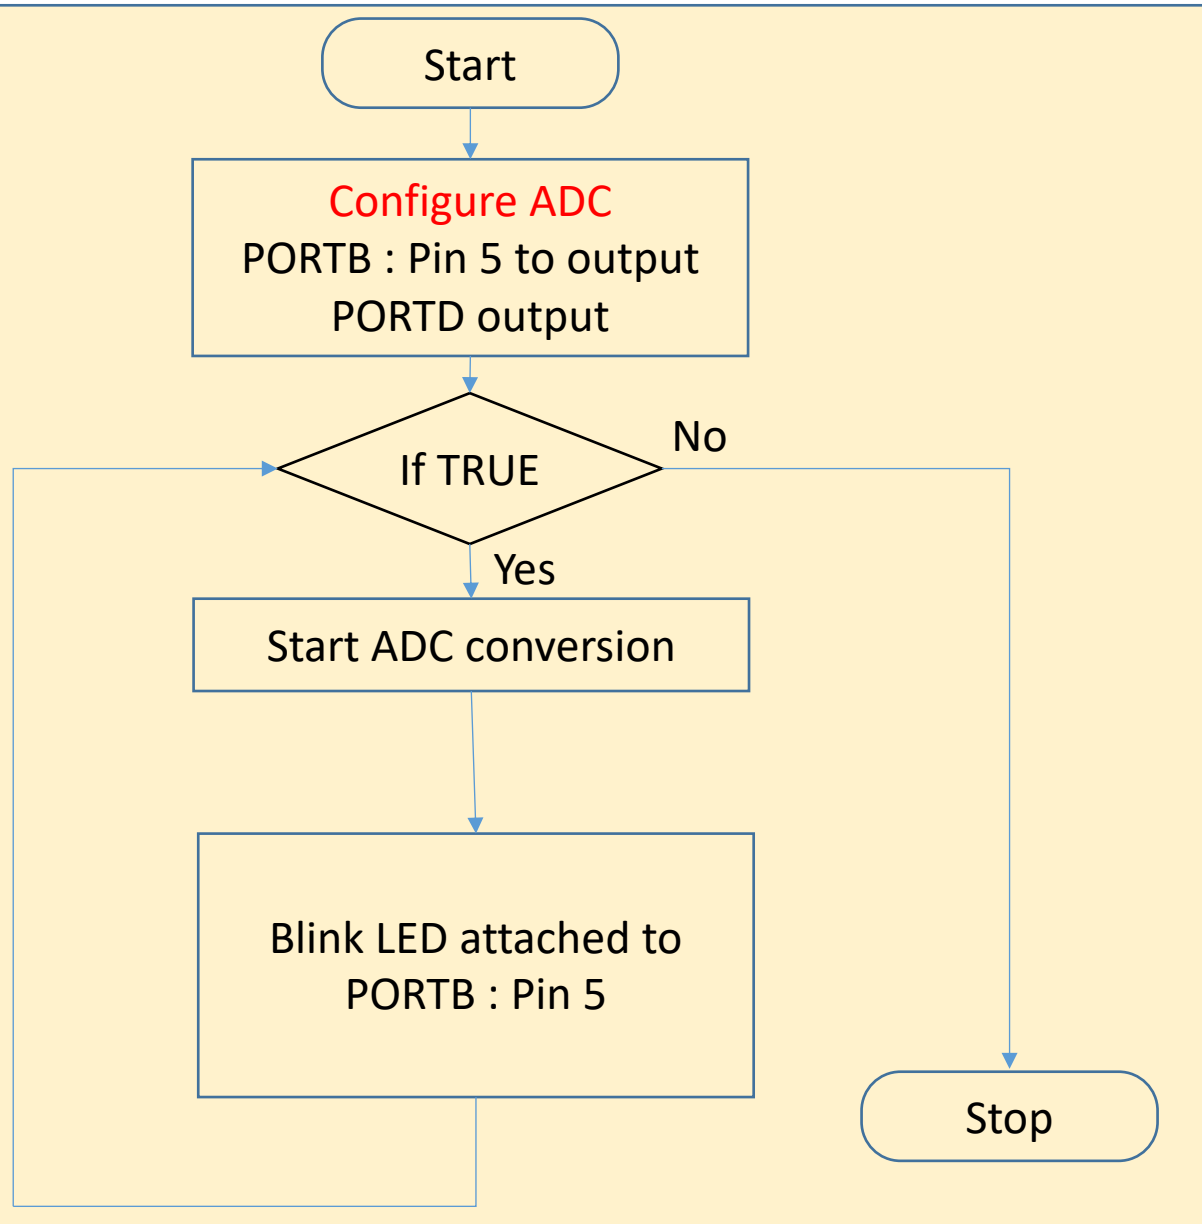 Start
Configure ADC
PORTB : Pin 5 to output
PORTD output
If TRUE
No
Yes
Start ADC conversion
Blink LED attached to
PORTB : Pin 5
Stop